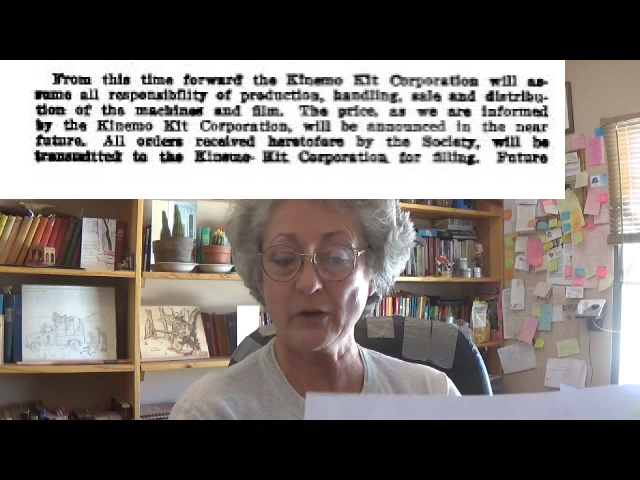 From this time forward the Kinemo Kit Corporation will as-
sume all responsibility of production, handling, sale and distribu-
tion of the machines and film. The price, as we are informed
by the Kinemo Kit Corporation, will be announced in the near
future. All orders received heretofore by the Society, will be
transmitted to the Kinemo Kit Corporation for filling. Future